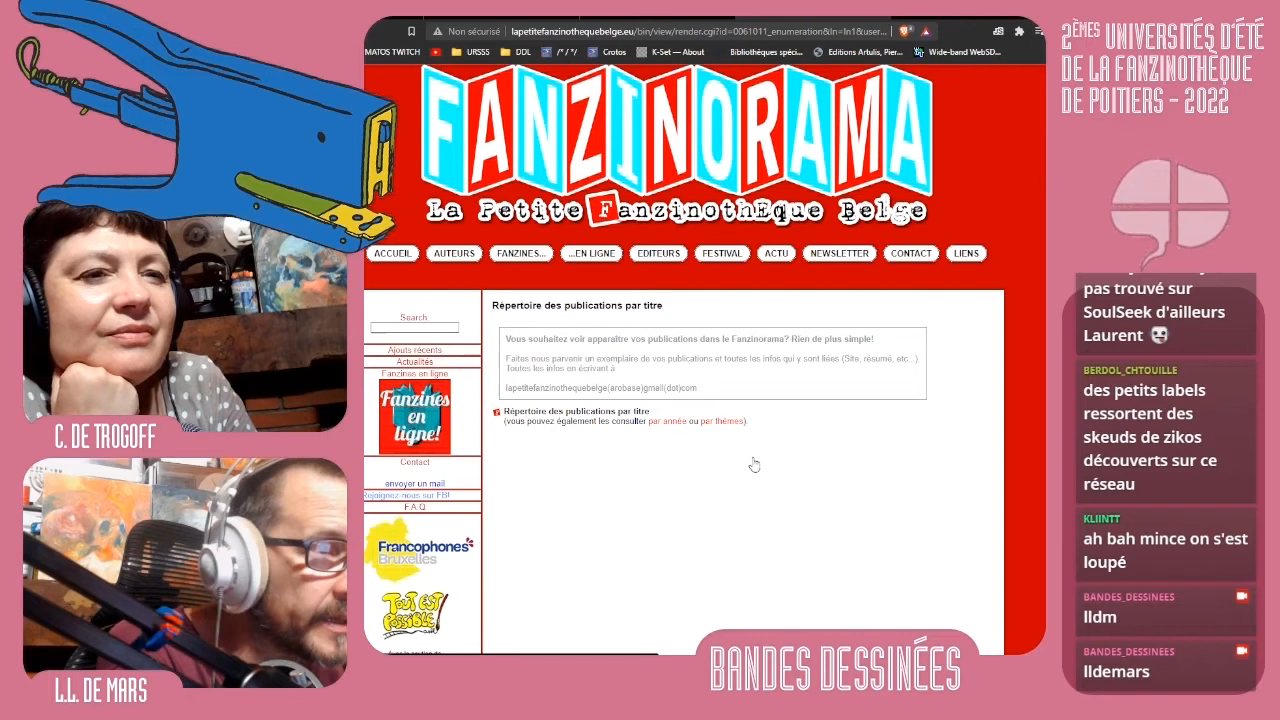 Non sécurisé lapetitefanzinothequebelge.eu/bin/view/render.cgi?id=0061011_enumeration&ln=ln1&user...
MATOS TWITCH URSSS DDL /*/*/ Crotos K-Set — About Bibliothèques spéci... Editions Artulis, Pier... Wide-band WebSD...
FANZINORAMA
La Petite FanzinothEque Belge
ACCUEIL AUTEURS FANZINES... ...EN LIGNE EDITEURS FESTIVAL ACTU NEWSLETTER CONTACT LIENS
Search:
Ajouts récents
Actualités
Fanzines en ligne
Fanzines
en
ligne!
Contact
envoyer un mail
Rejoignez-nous sur FB!
F.A.Q
Francophones
Bruxelles
TOUT EST
POSSIBLE!
Répertoire des publications par titre
Vous souhaitez voir apparaître vos publications dans le Fanzinorama? Rien de plus simple!
Faites nous parvenir un exemplaire de vos publications et toutes les infos qui y sont liées (Site, résumé, etc...)
Toutes les infos en écrivant à
lapetitefanzinothequebelge(arobase)gmail(dot)com
Répertoire des publications par titre
(vous pouvez également les consulter par année ou par thèmes).
C. DE TROGOFF
L.L. DE MARS
BANDES DESSINÉES
2ÈMES UNIVERSITÉS D'ÉTÉ
DE LA FANZINOTHÈQUE
DE POITIERS - 2022
pas trouvé sur
SoulSeek d'ailleurs
Laurent
BERDOL_CHTOUILLE
des petits labels
ressortent des
skeuds de zikos
découverts sur ce
réseau
KLIINTT
ah bah mince on s'est
loupé
BANDES_DESSINEES
lldm
BANDES_DESSINEES
lldemars